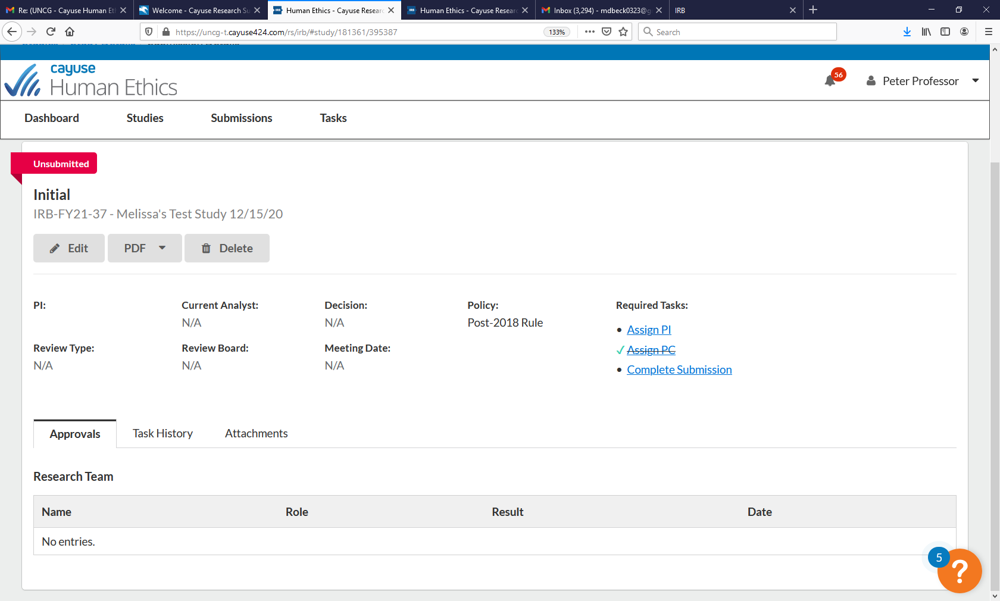 Re: (UNCG - Cayuse Human Et
Welcome - Cayuse Research Su
Human Ethics - Cayuse Resear
Human Ethics - Cayuse Resear
Inbox (3,294) - mdbeck0323@g
IRB
https://uncg-t.cayuse424.com/rs/irb/#study/181361/395387
133%
Search
cayuse
Human Ethics
56
Peter Professor
Dashboard
Studies
Submissions
Tasks
Unsubmitted
Initial
IRB-FY21-37 - Melissa's Test Study 12/15/20
Edit
PDF
Delete
PI:
Current Analyst:
N/A
Decision:
N/A
Policy:
Post-2018 Rule
Required Tasks:
Assign PI
Assign PC
Complete Submission
Review Type:
N/A
Review Board:
N/A
Meeting Date:
N/A
Approvals
Task History
Attachments
Research Team
Name
Role
Result
Date
No entries.
5
?